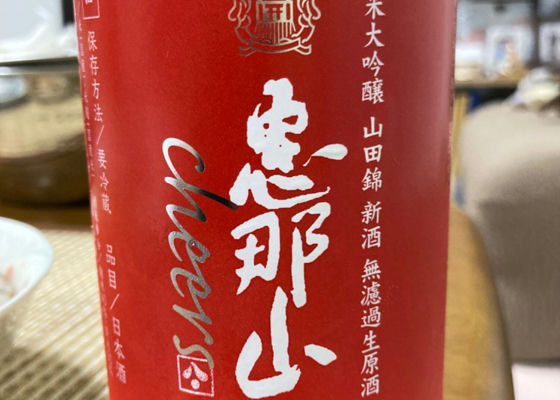 米大吟醸 山田錦 新酒 無濾過生原酒
恵那山
cheers
保存方法/要冷蔵 品目/日本酒